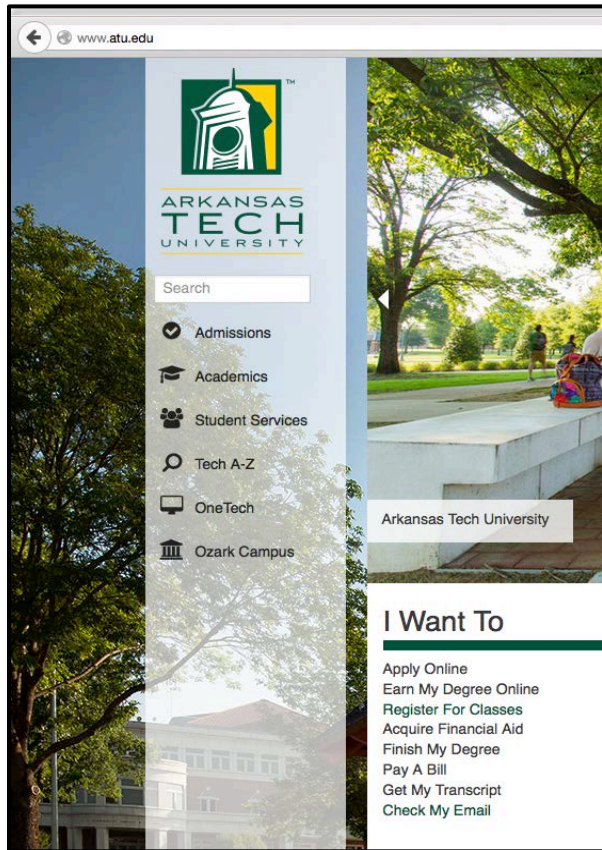 www.atu.edu
TM
ARKANSAS
TECH
UNIVERSITY
Search
Admissions
Academics
Student Services
Tech A-Z
OneTech
Ozark Campus
Arkansas Tech University
I Want To
Apply Online
Earn My Degree Online
Register For Classes
Acquire Financial Aid
Finish My Degree
Pay A Bill
Get My Transcript
Check My Email